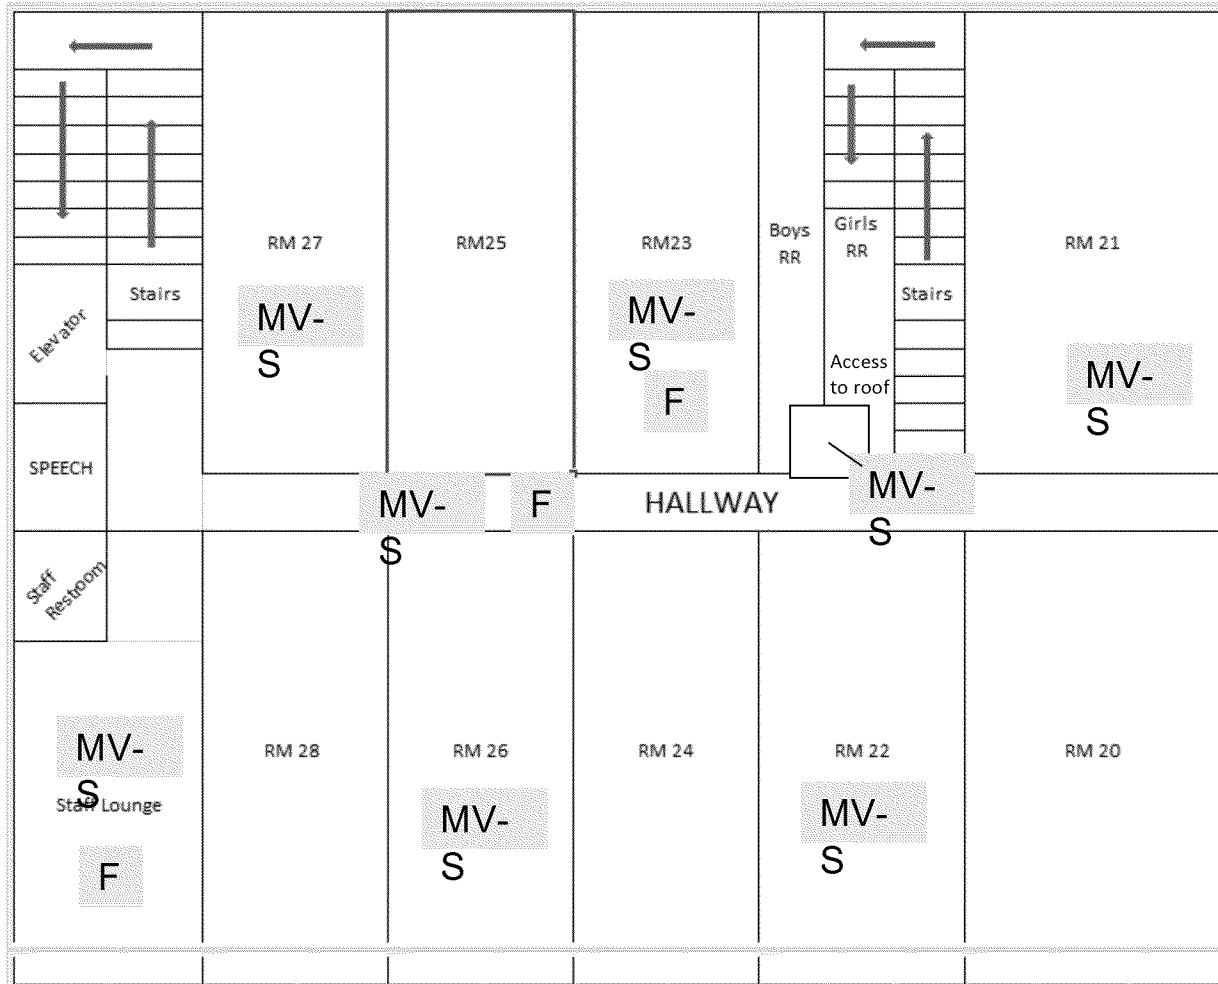 RM 27
RM25
RM23
Boys
RR
Girls
RR
RM 21
Stairs
Stairs
Elevator
MV-
S
MV-
S
F
Access
to roof
MV-
S
SPEECH
MV-
S
F
HALLWAY
MV-
S
Staff
Restroom
RM 28
RM 26
RM 24
RM 22
RM 20
MV-
S
Staff Lounge
F
MV-
S
MV-
S